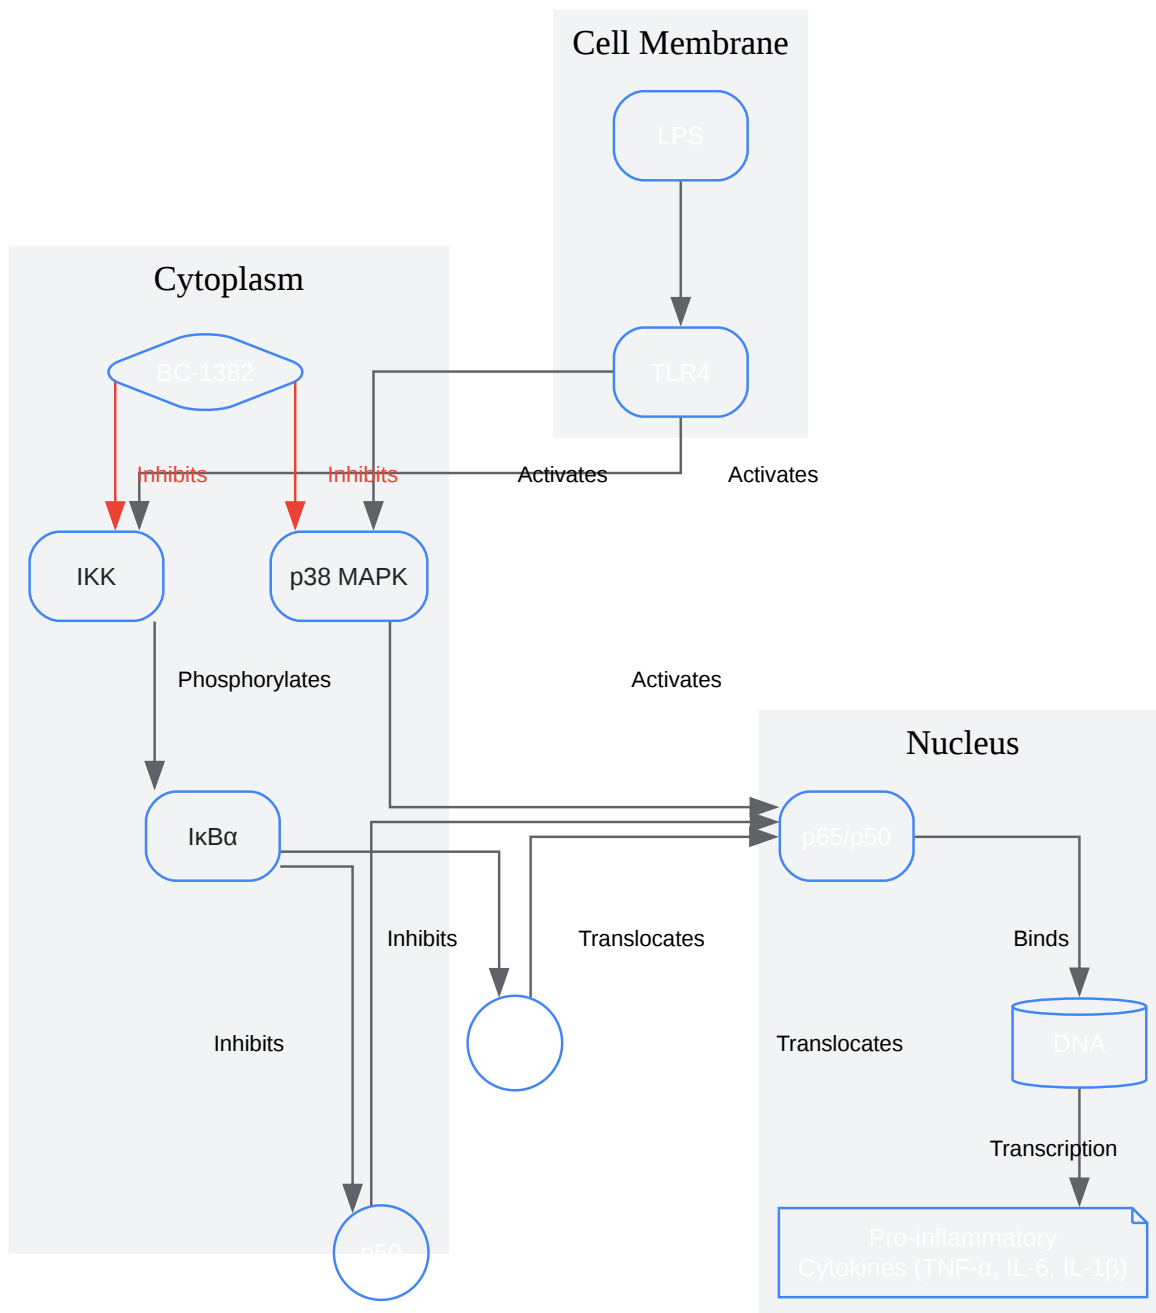 Cell Membrane
LPS
Cytoplasm
BC-1382
TLR4
Inhibits
Inhibits
Activates
Activates
IKK
p38 MAPK
Phosphorylates
Activates
Nucleus
IκBα
p65/p50
Inhibits
Translocates
Binds
Inhibits
Translocates
DNA
Transcription
p50
Pro-inflammatory
Cytokines (TNF-α, IL-6, IL-1β)